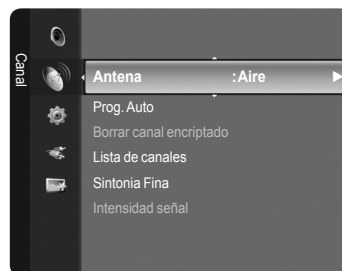 Canal
Antena :Aire
Prog. Auto
Borrar canal encriptado
Lista de canales
Sintonia Fina
Intensidad señal